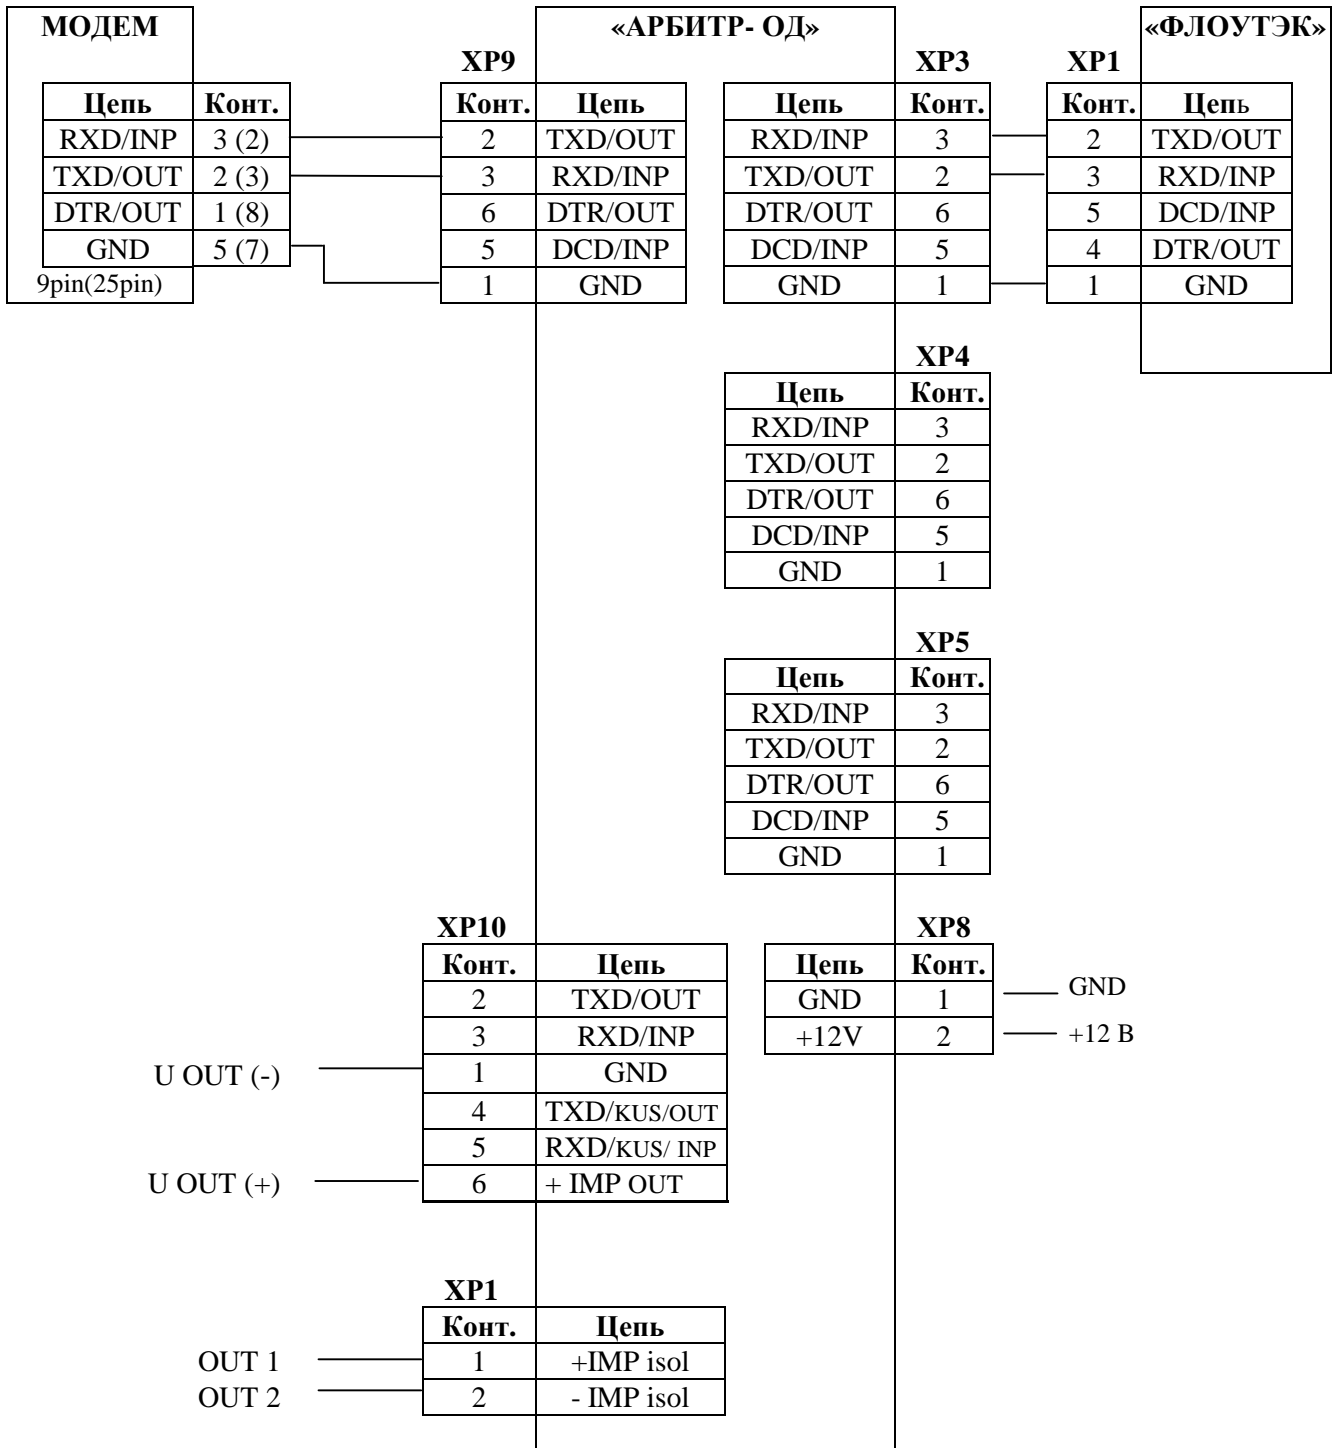 МОДЕМ «АРБИТР- ОД» «ФЛОУТЭК»
XP9 XP3 XP1
Цепь Конт. Конт. Цепь Цепь Конт. Конт. Цепь
RXD/INP 3 (2) 2 TXD/OUT RXD/INP 3 2 TXD/OUT
TXD/OUT 2 (3) 3 RXD/INP TXD/OUT 2 3 RXD/INP
DTR/OUT 1 (8) 6 DTR/OUT DTR/OUT 6 5 DCD/INP
GND 5 (7) 5 DCD/INP DCD/INP 5 4 DTR/OUT
9pin(25pin) 1 GND GND 1 1 GND
XP4
Цепь Конт.
RXD/INP 3
TXD/OUT 2
DTR/OUT 6
DCD/INP 5
GND 1
XP5
Цепь Конт.
RXD/INP 3
TXD/OUT 2
DTR/OUT 6
DCD/INP 5
GND 1
XP10 XP8
Конт. Цепь Цепь Конт.
2 TXD/OUT GND 1 GND
3 RXD/INP +12V 2 +12 В
U OUT (-) 1 GND
4 TXD/KUS/OUT
5 RXD/KUS/ INP
U OUT (+) 6 + IMP OUT
XP1
Конт. Цепь
OUT 1 1 +IMP isol
OUT 2 2 - IMP isol